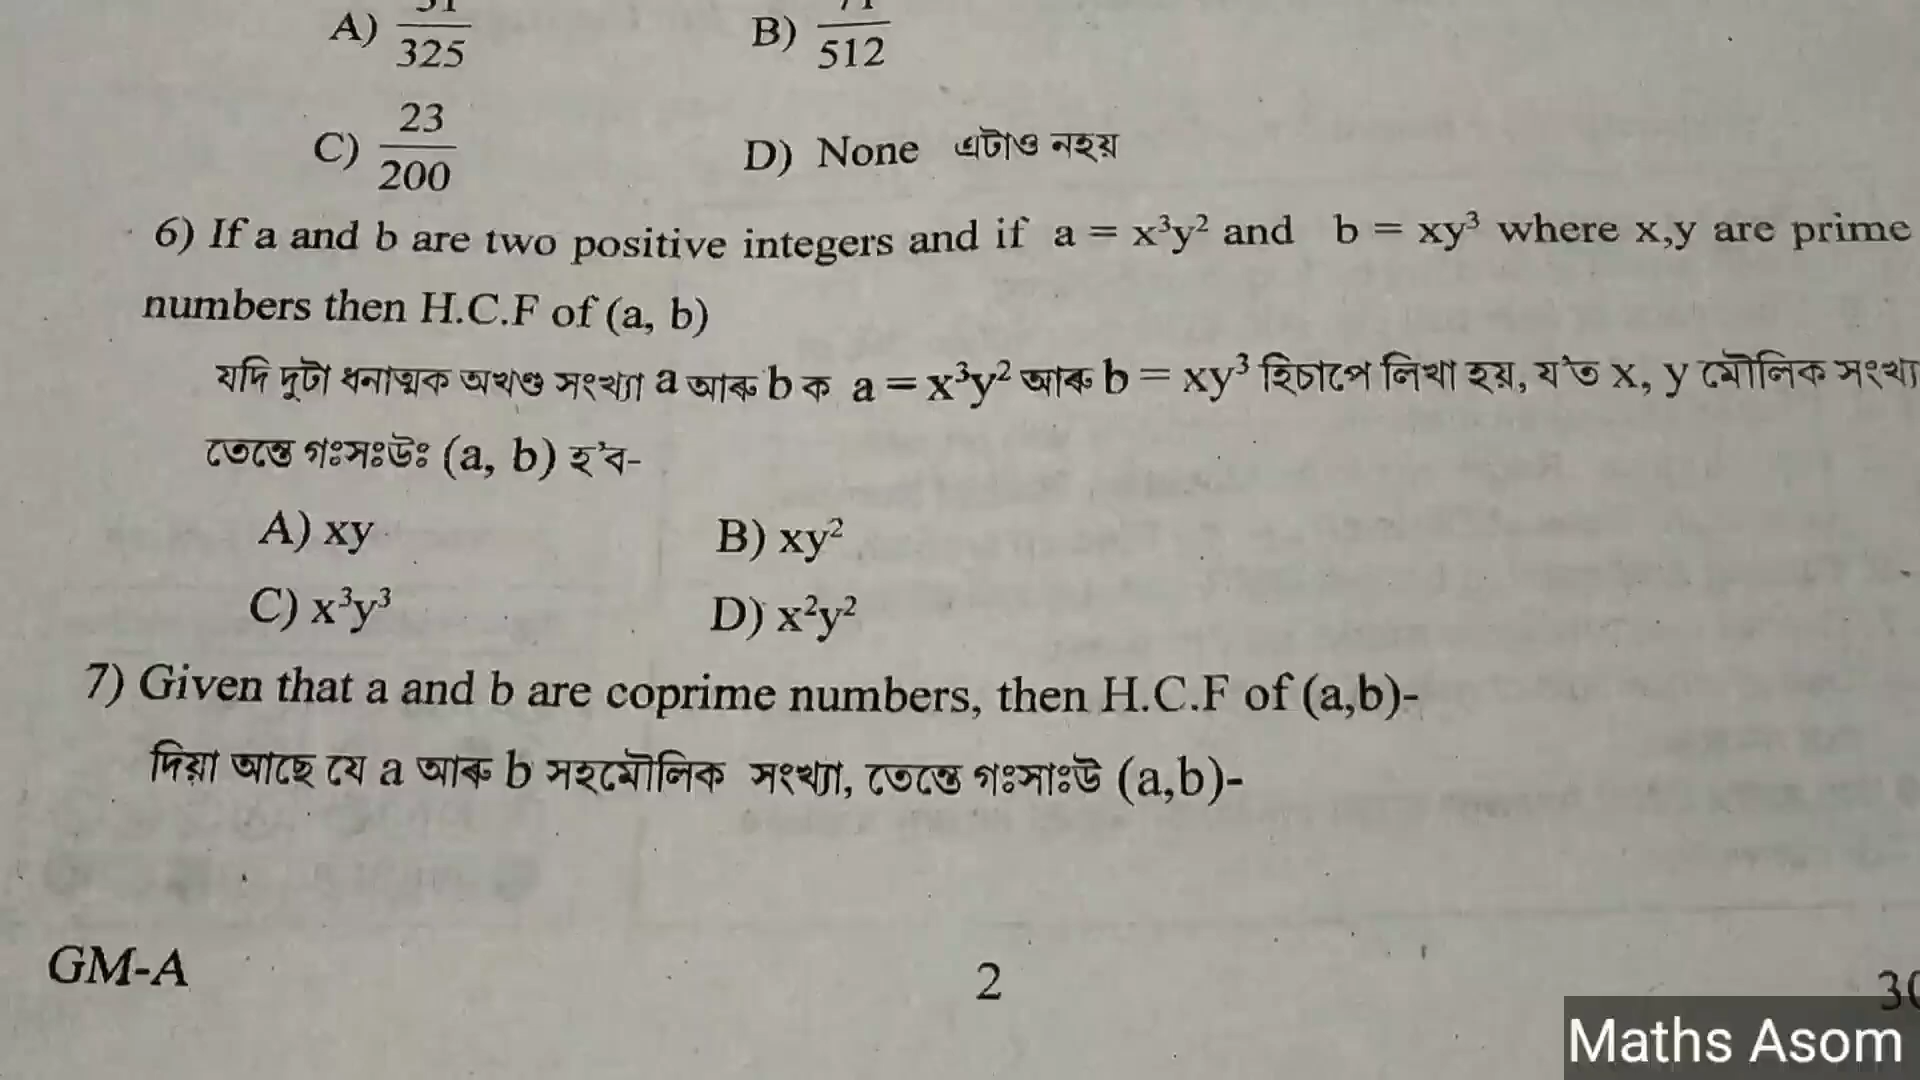 A) 325 B) 512
C) 23/200 D) None এটাও নহয়
6) If a and b are two positive integers and if a = x³y² and b = xy³ where x,y are prime
numbers then H.C.F of (a, b)
যদি দুটা ধনাত্মক অখণ্ড সংখ্যা a আৰু b ক a = x³y² আৰু b = xy³ হিচাপে লিখা হয়, য'ত x, y মৌলিক সংখ্যা
তেন্তে গঃসঃউঃ (a, b) হ'ব-
A) xy B) xy²
C) x³y³ D) x²y²
7) Given that a and b are coprime numbers, then H.C.F of (a,b)-
দিয়া আছে যে a আৰু b সহমৌলিক সংখ্যা, তেন্তে গঃসাঃউ (a,b)-
GM-A 2 30
Maths Asom